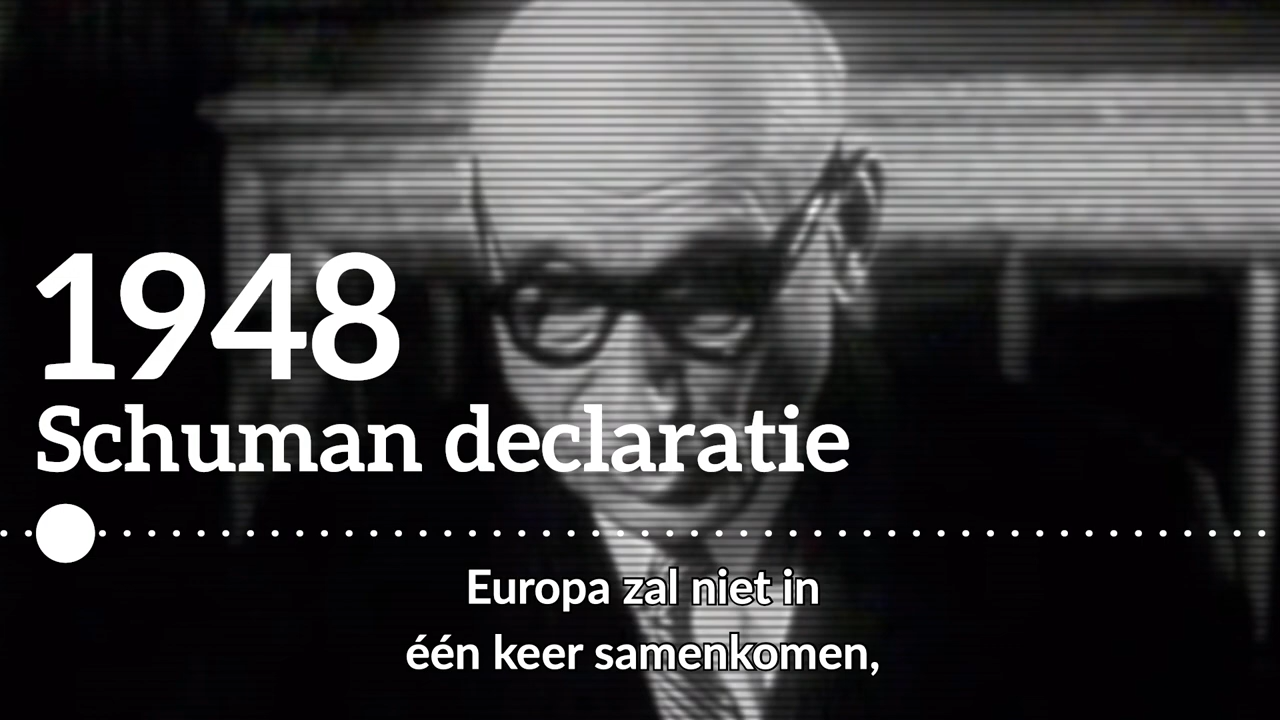 1948
Schuman declaratie
Europa zal niet in
één keer samenkomen,